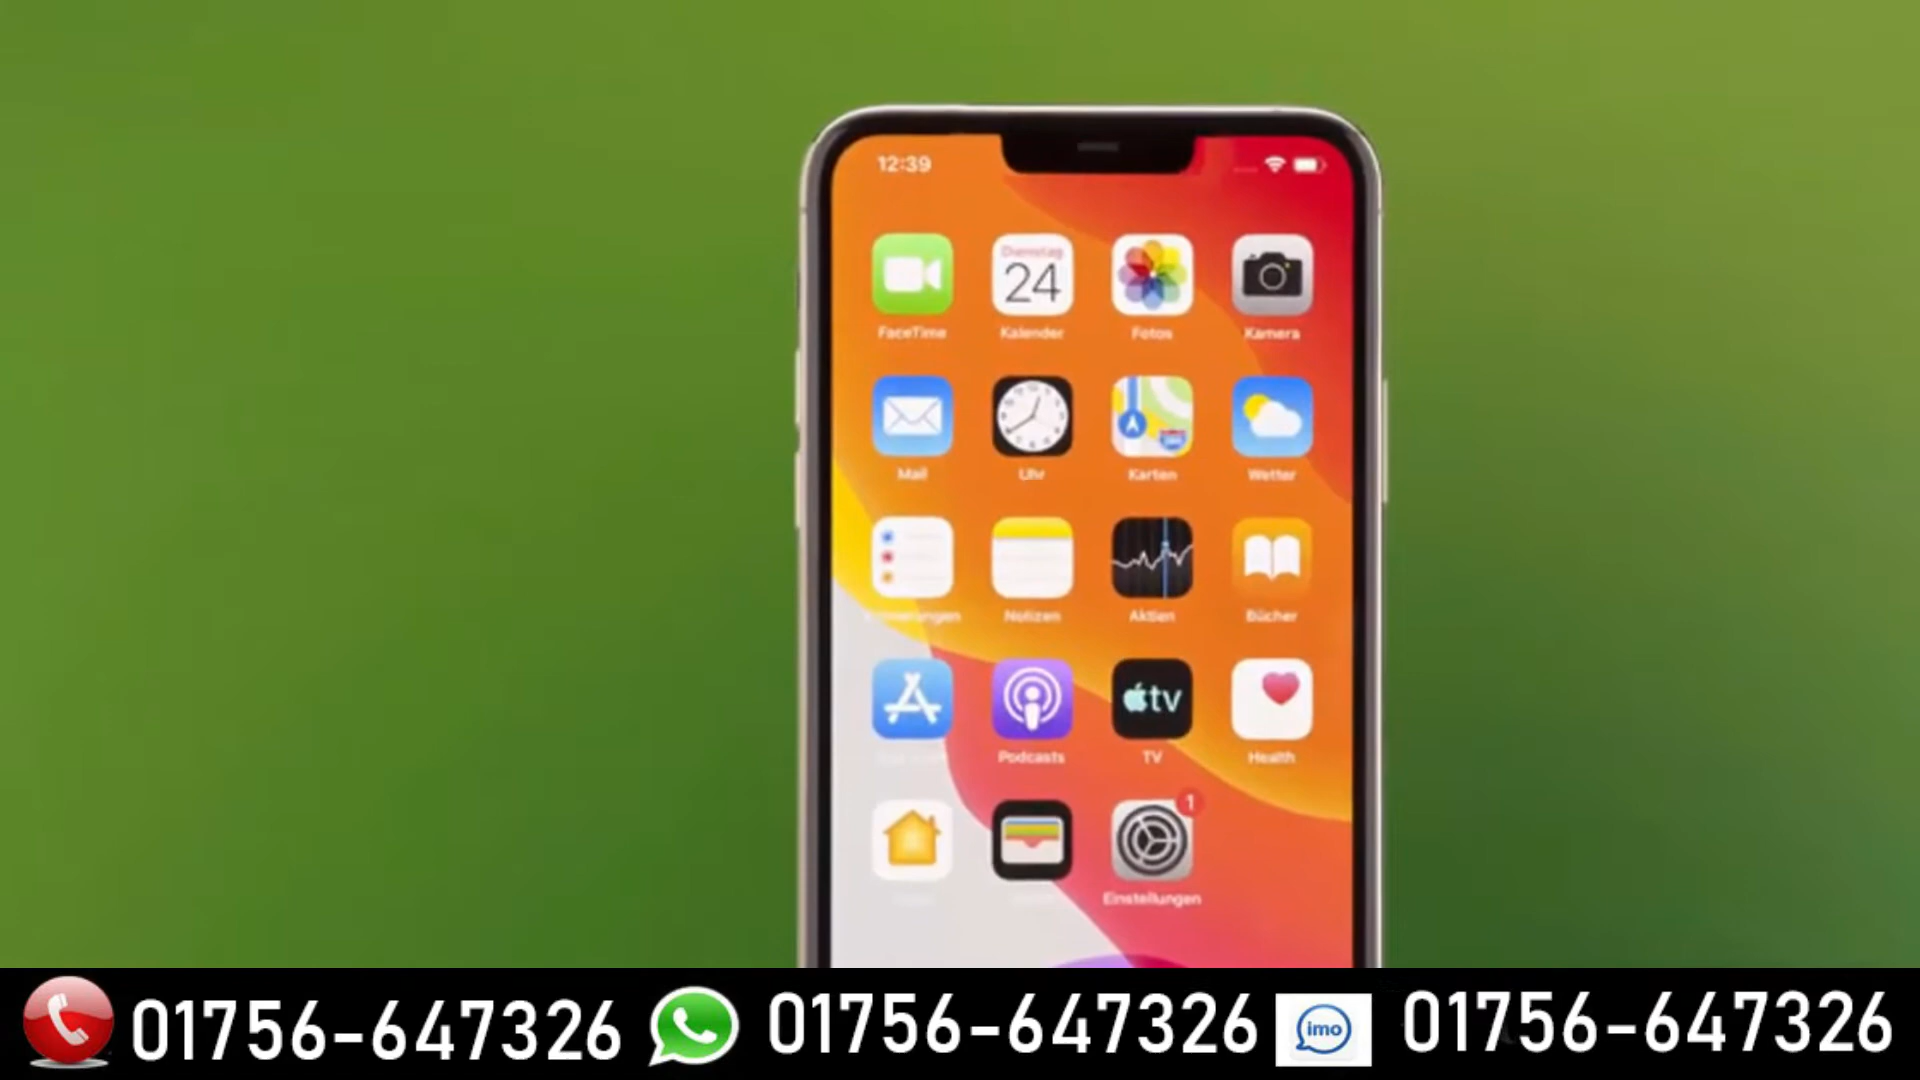 12:39
Dienstag
24
FaceTime Kalender Fotos Kamera
Mail Uhr Karten Wetter
Notizen Aktien Bücher
tv
Podcasts TV Health
1
Einstellungen
01756-647326 01756-647326 imo 01756-647326